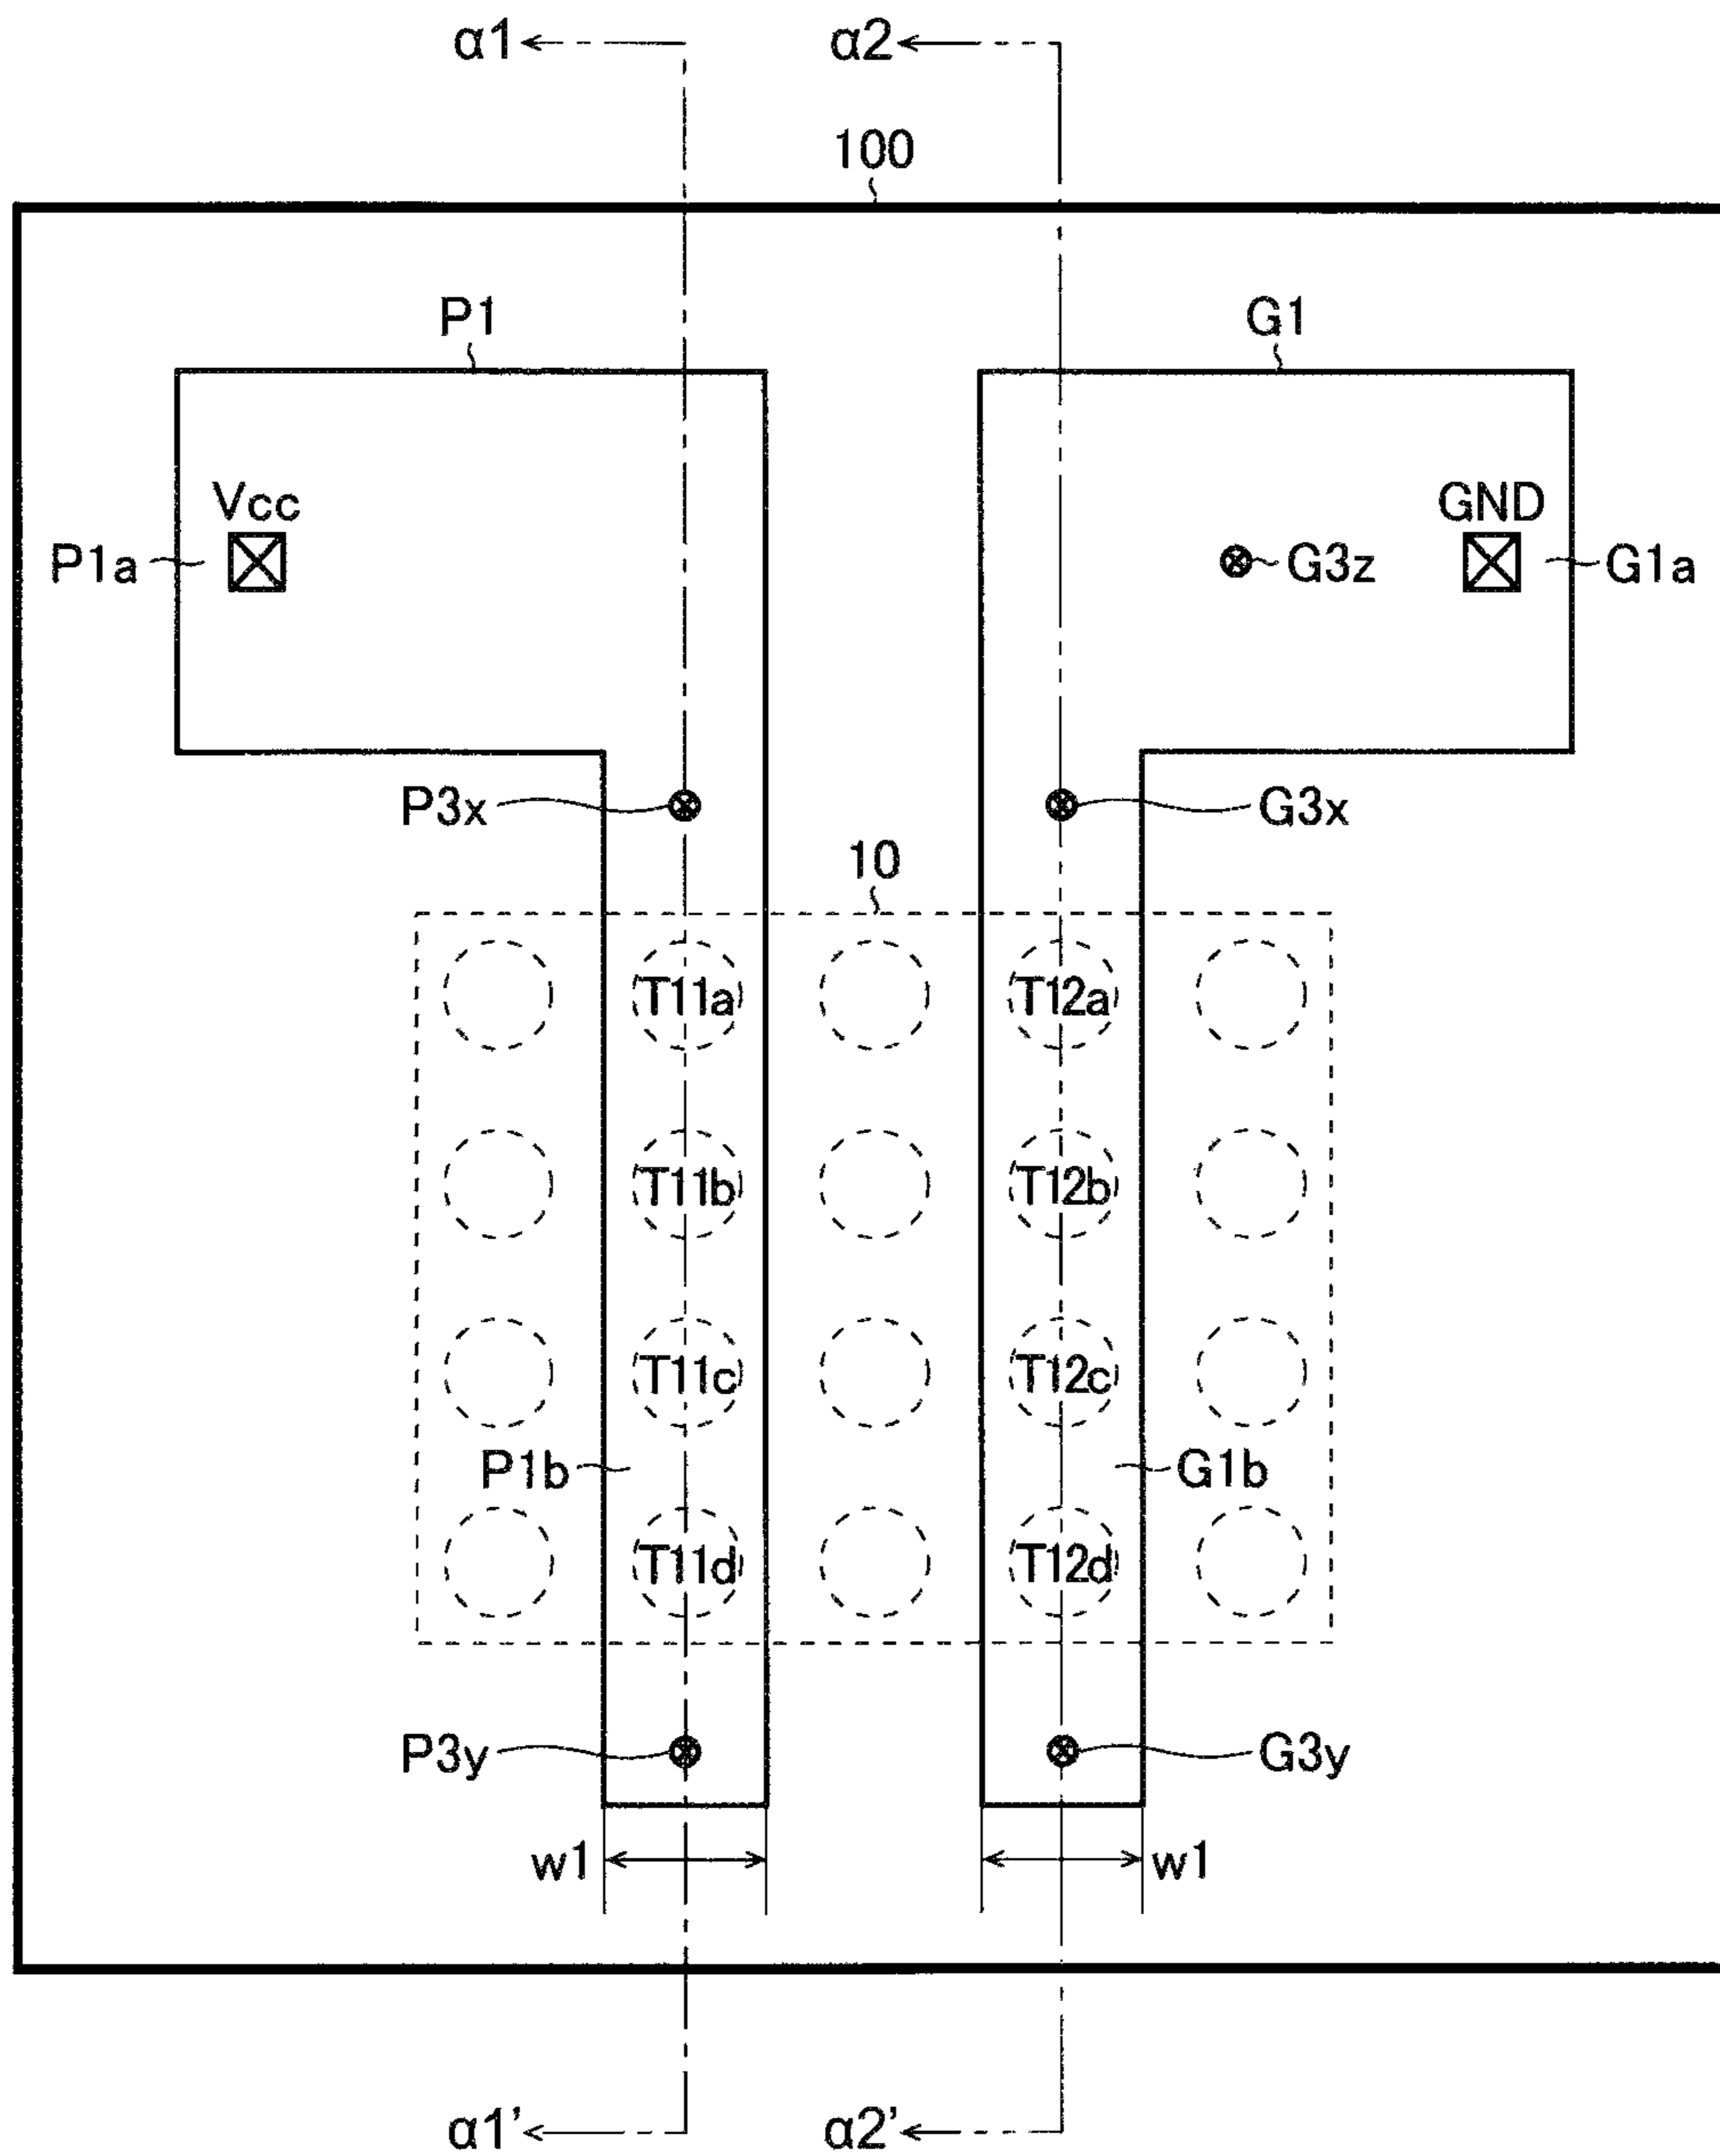 α1 α2
100
P1 G1
Vcc GND
P1a G3z G1a
P3x G3x
10
T11a T12a
T11b T12b
T11c T12c
P1b G1b
T11d T12d
P3y G3y
w1 w1
α1’ α2’